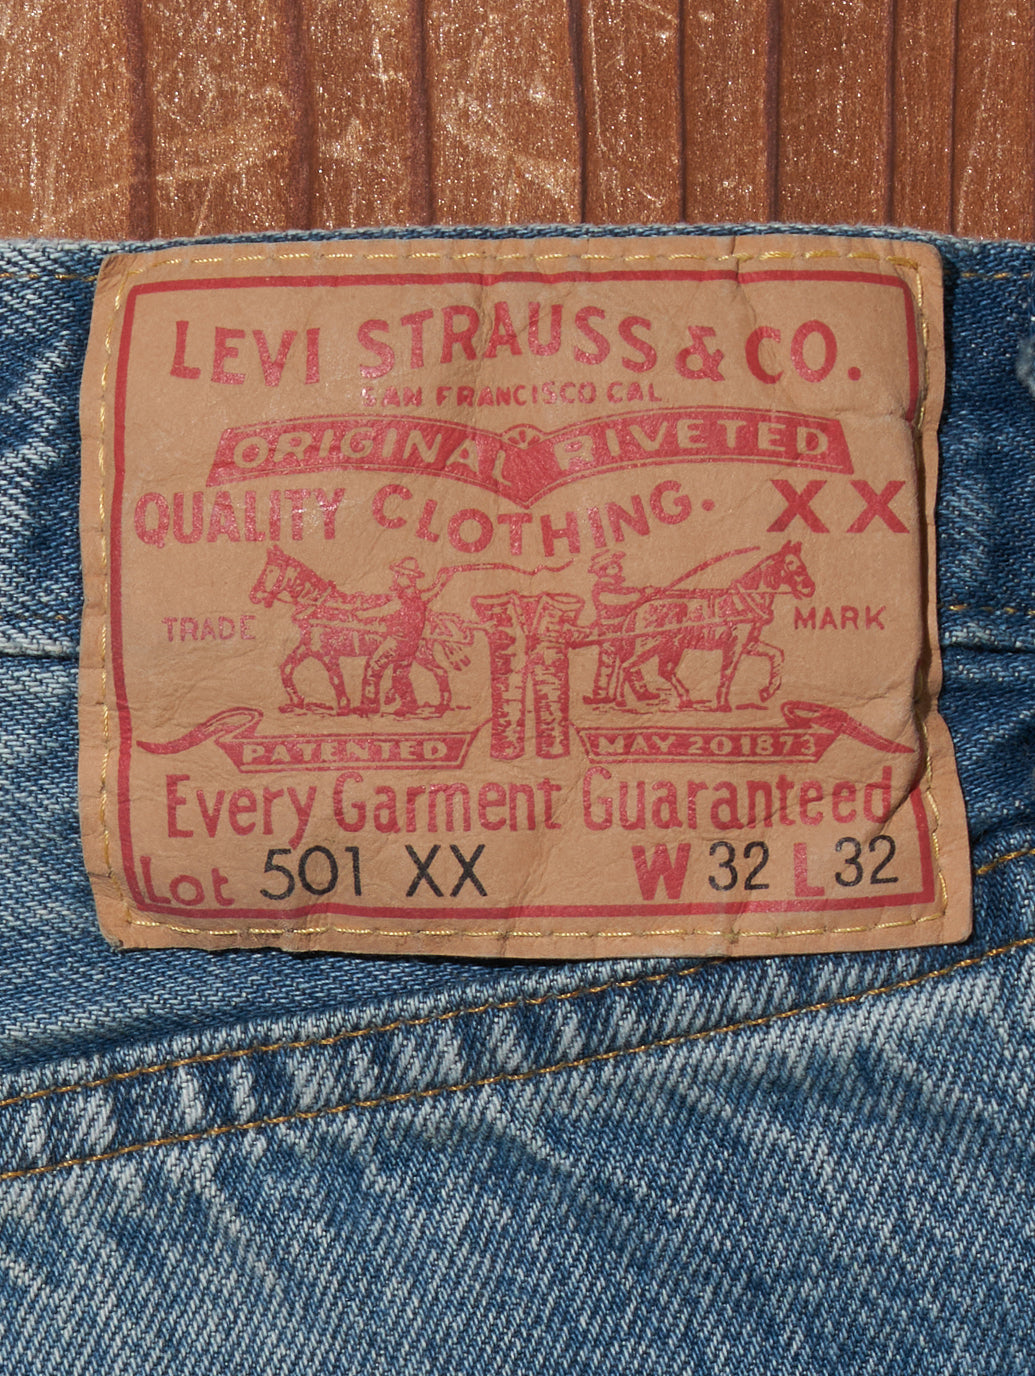 LEVI STRAUSS & CO.
SAN FRANCISCO CAL.
ORIGINAL RIVETED
QUALITY CLOTHING. XX
TRADE MARK
PATENTED MAY 20 1873
Every Garment Guaranteed
Lot 501 XX W 32 L 32